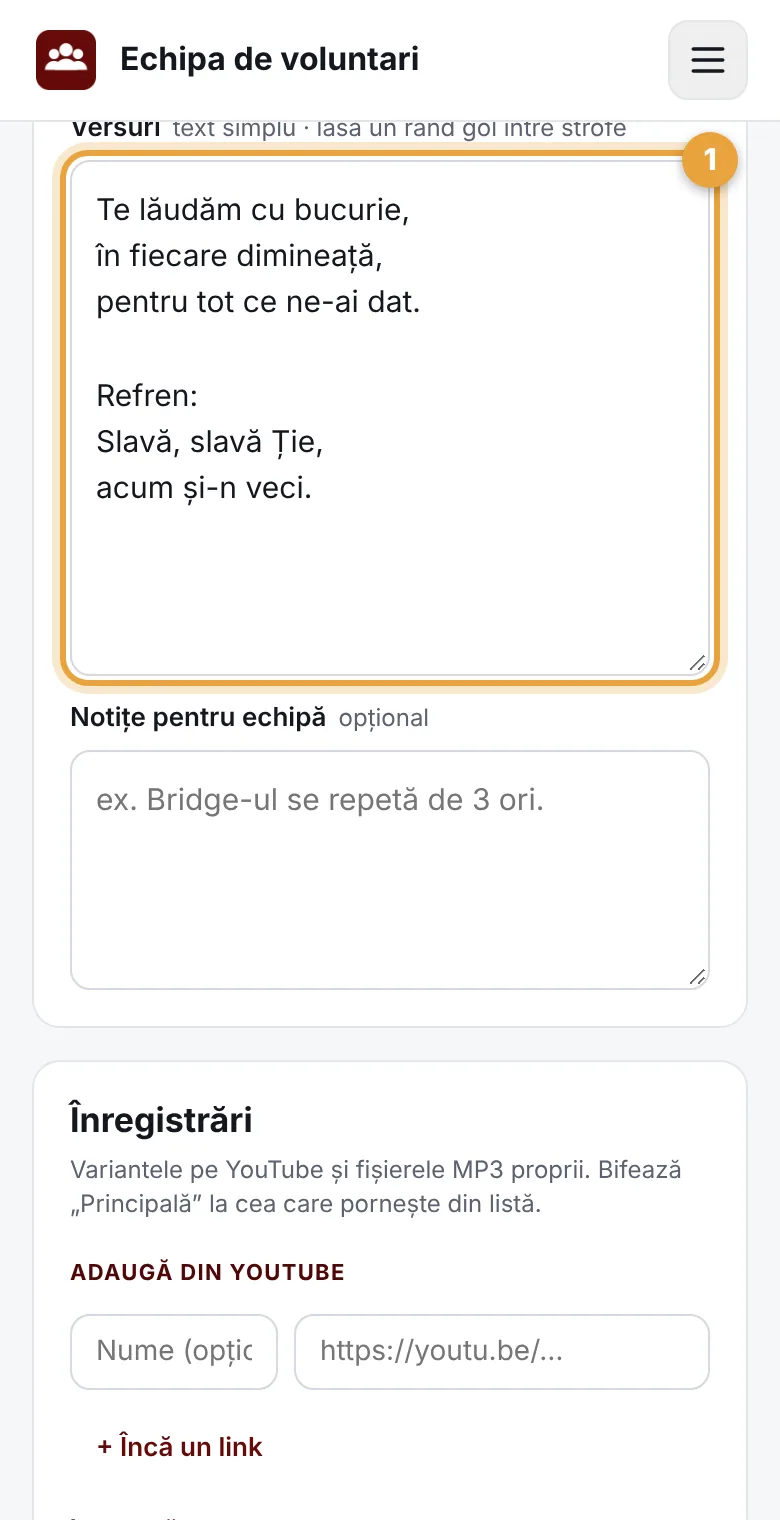 Echipa de voluntari
Versuri text simplu · lasă un rând gol între strofe
1
Te lăudăm cu bucurie,
în fiecare dimineață,
pentru tot ce ne-ai dat.
Refren:
Slavă, slavă Ție,
acum și-n veci.
Notițe pentru echipă opțional
ex. Bridge-ul se repetă de 3 ori.
Înregistrări
Variantele pe YouTube și fișierele MP3 proprii. Bifează
„Principală” la cea care pornește din listă.
ADAUGĂ DIN YOUTUBE
Nume (opțic https://youtu.be/...
+ Încă un link